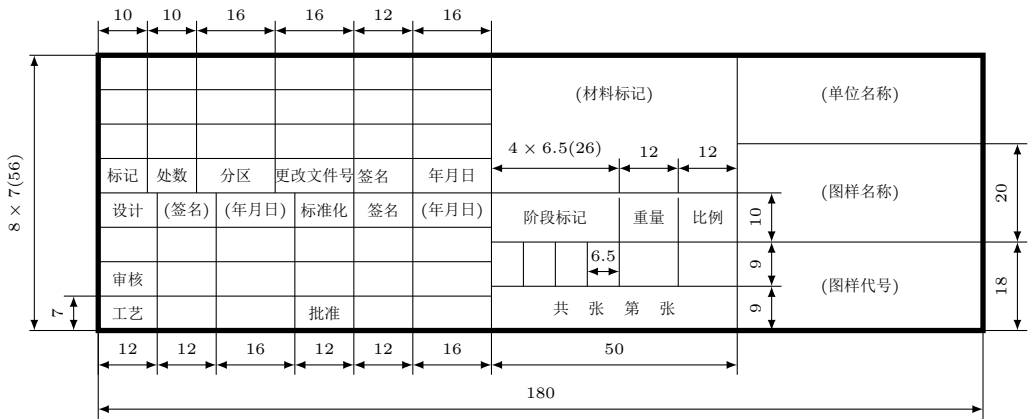 10 10 16 16 12 16
(材料标记) (单位名称)
4 × 6.5(26) 12 12
标记 处数 分区 更改文件号 签名 年月日
8 × 7(56)
(图样名称) 20
设计 (签名) (年月日) 标准化 签名 (年月日) 阶段标记 重量 比例 10
6.5 9
审核 (图样代号) 18
7 工艺 批准 共 张 第 张 9
12 12 16 12 12 16 50
180